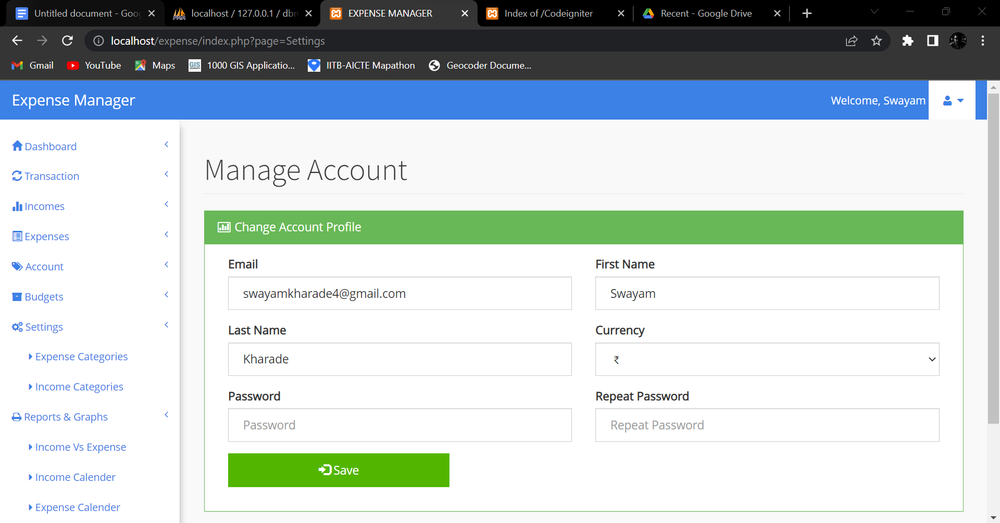 Untitled document - Goo
localhost / 127.0.0.1 / dbn
EXPENSE MANAGER
Index of /Codeigniter
Recent - Google Drive
localhost/expense/index.php?page=Settings
Gmail
YouTube
Maps
GIS
1000 GIS Applicatio...
IITB-AICTE Mapathon
Geocoder Docume...
Expense Manager
Welcome, Swayam
Dashboard
Transaction
Incomes
Expenses
Account
Budgets
Settings
Expense Categories
Income Categories
Reports & Graphs
Income Vs Expense
Income Calender
Expense Calender
Manage Account
Change Account Profile
Email
First Name
swayamkharade4@gmail.com
Swayam
Last Name
Currency
Kharade
₹
Password
Repeat Password
Password
Repeat Password
Save